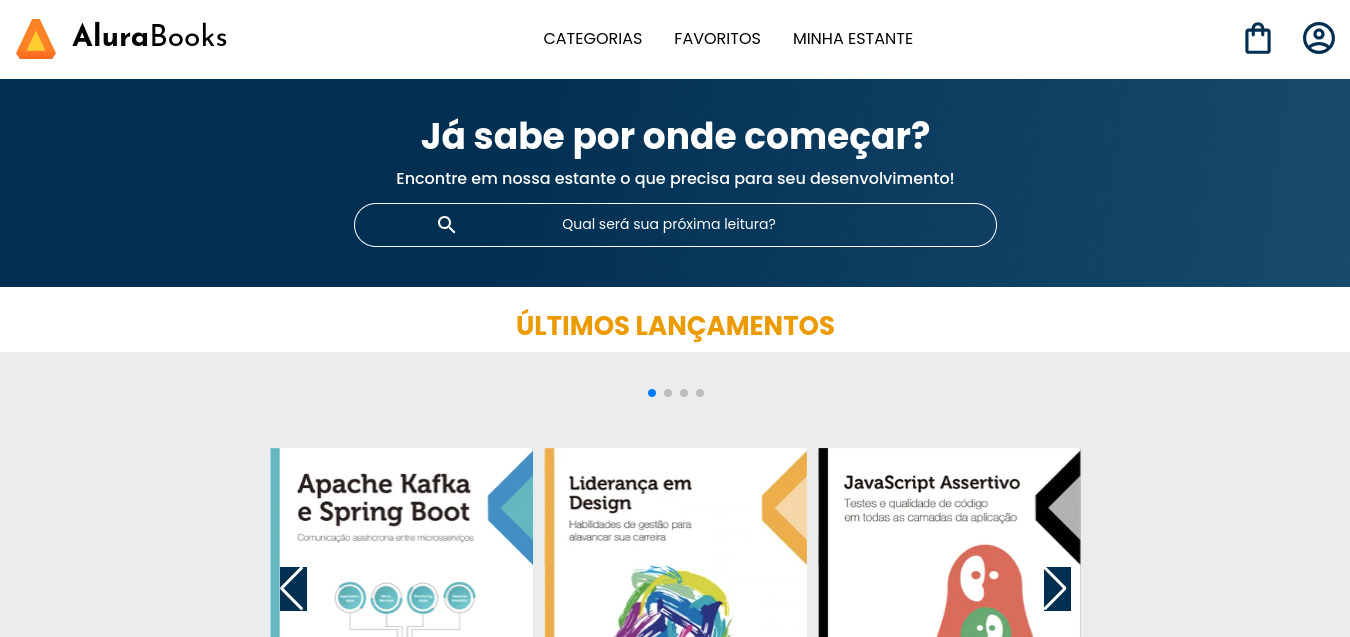 AluraBooks
CATEGORIAS
FAVORITOS
MINHA ESTANTE
Já sabe por onde começar?
Encontre em nossa estante o que precisa para seu desenvolvimento!
Qual será sua próxima leitura?
ÚLTIMOS LANÇAMENTOS
Apache Kafka
e Spring Boot
Comunicação assíncrona entre microsserviços
Liderança em
Design
Habilidades de gestão para
alavancar sua carreira
JavaScript Assertivo
Testes e qualidade de código
em todas as camadas da aplicação